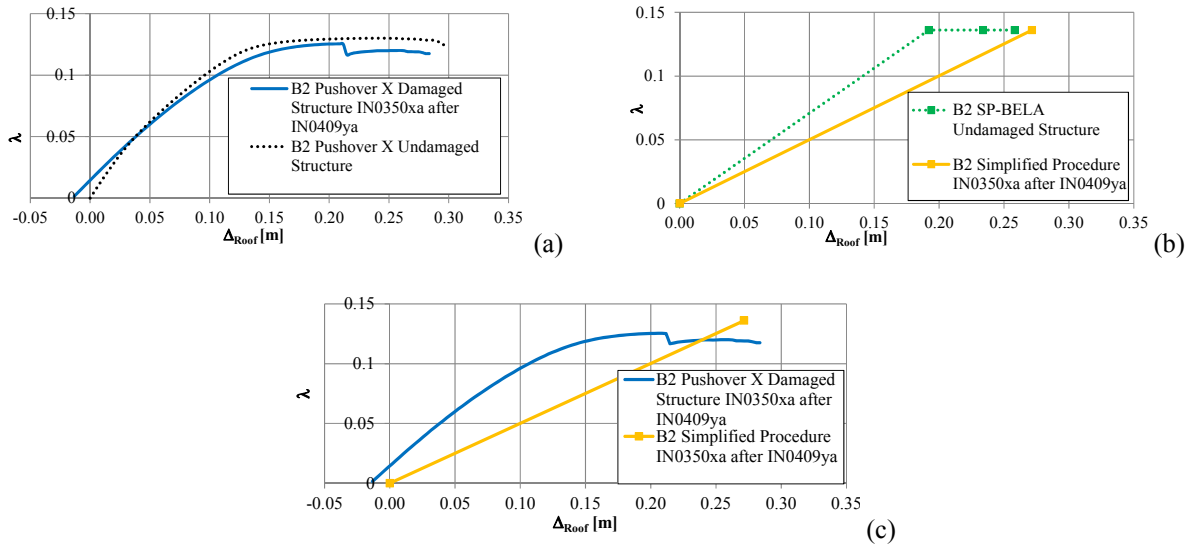 0.15
0.1
0.05
0
λ
-0.05 0.00 0.05 0.10 0.15 0.20 0.25 0.30 0.35
ΔRoof [m]
B2 Pushover X Damaged
Structure IN0350xa after
IN0409ya
B2 Pushover X Undamaged
Structure
(a)
0.15
0.1
0.05
0
λ
-0.05 0.00 0.05 0.10 0.15 0.20 0.25 0.30 0.35
ΔRoof [m]
B2 SP-BELA
Undamaged Structure
B2 Simplified Procedure
IN0350xa after IN0409ya
(b)
0.15
0.1
0.05
0
λ
-0.05 0.00 0.05 0.10 0.15 0.20 0.25 0.30 0.35
ΔRoof [m]
B2 Pushover X Damaged
Structure IN0350xa after
IN0409ya
B2 Simplified Procedure
IN0350xa after IN0409ya
(c)